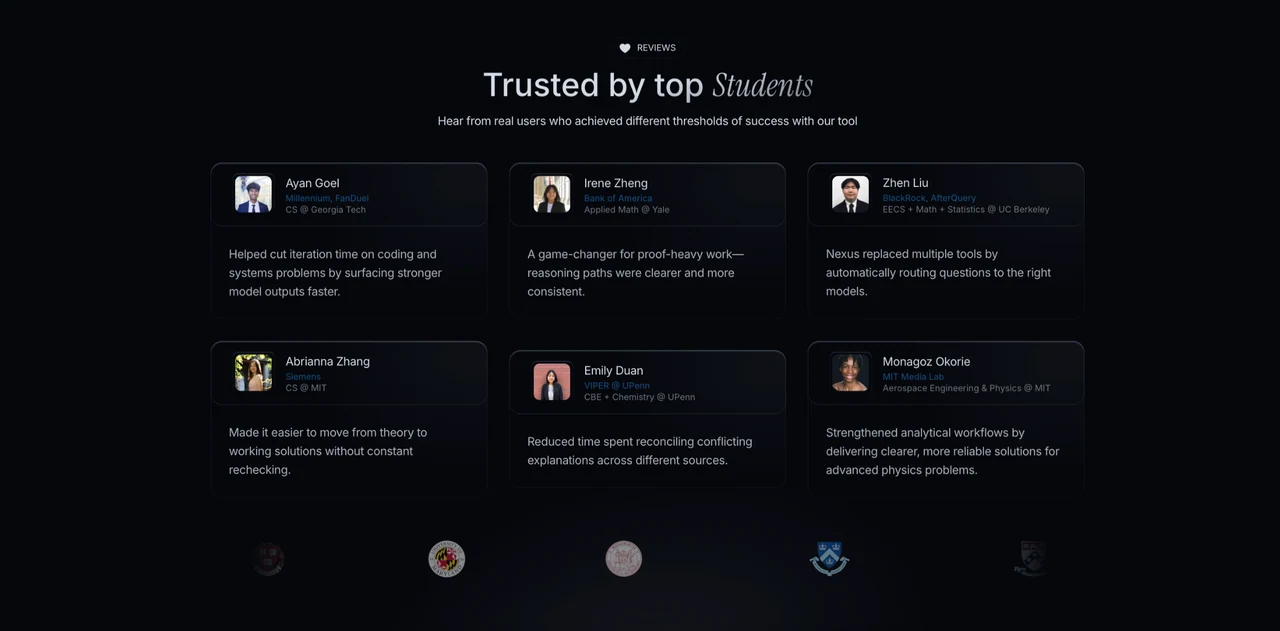 REVIEWS
Trusted by top Students
Hear from real users who achieved different thresholds of success with our tool
Ayan Goel
Millennium, FanDuel
CS @ Georgia Tech
Helped cut iteration time on coding and
systems problems by surfacing stronger
model outputs faster.
Irene Zheng
Bank of America
Applied Math @ Yale
A game-changer for proof-heavy work—
reasoning paths were clearer and more
consistent.
Zhen Liu
BlackRock, AfterQuery
EECS + Math + Statistics @ UC Berkeley
Nexus replaced multiple tools by
automatically routing questions to the right
models.
Abrianna Zhang
Siemens
CS @ MIT
Made it easier to move from theory to
working solutions without constant
rechecking.
Emily Duan
VIPER @ UPenn
CBE + Chemistry @ UPenn
Reduced time spent reconciling conflicting
explanations across different sources.
Monagoz Okorie
MIT Media Lab
Aerospace Engineering & Physics @ MIT
Strengthened analytical workflows by
delivering clearer, more reliable solutions for
advanced physics problems.